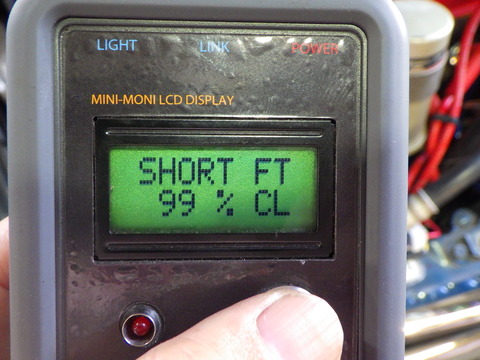 LIGHT LINK POWER
MINI-MONI LCD DISPLAY
SHORT FT
99 % CL